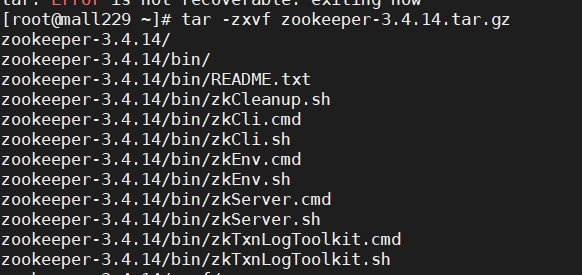 tar: Error is not recoverable: exiting now
[root@mall229 ~]# tar -zxvf zookeeper-3.4.14.tar.gz
zookeeper-3.4.14/
zookeeper-3.4.14/bin/
zookeeper-3.4.14/bin/README.txt
zookeeper-3.4.14/bin/zkCleanup.sh
zookeeper-3.4.14/bin/zkCli.cmd
zookeeper-3.4.14/bin/zkCli.sh
zookeeper-3.4.14/bin/zkEnv.cmd
zookeeper-3.4.14/bin/zkEnv.sh
zookeeper-3.4.14/bin/zkServer.cmd
zookeeper-3.4.14/bin/zkServer.sh
zookeeper-3.4.14/bin/zkTxnLogToolkit.cmd
zookeeper-3.4.14/bin/zkTxnLogToolkit.sh